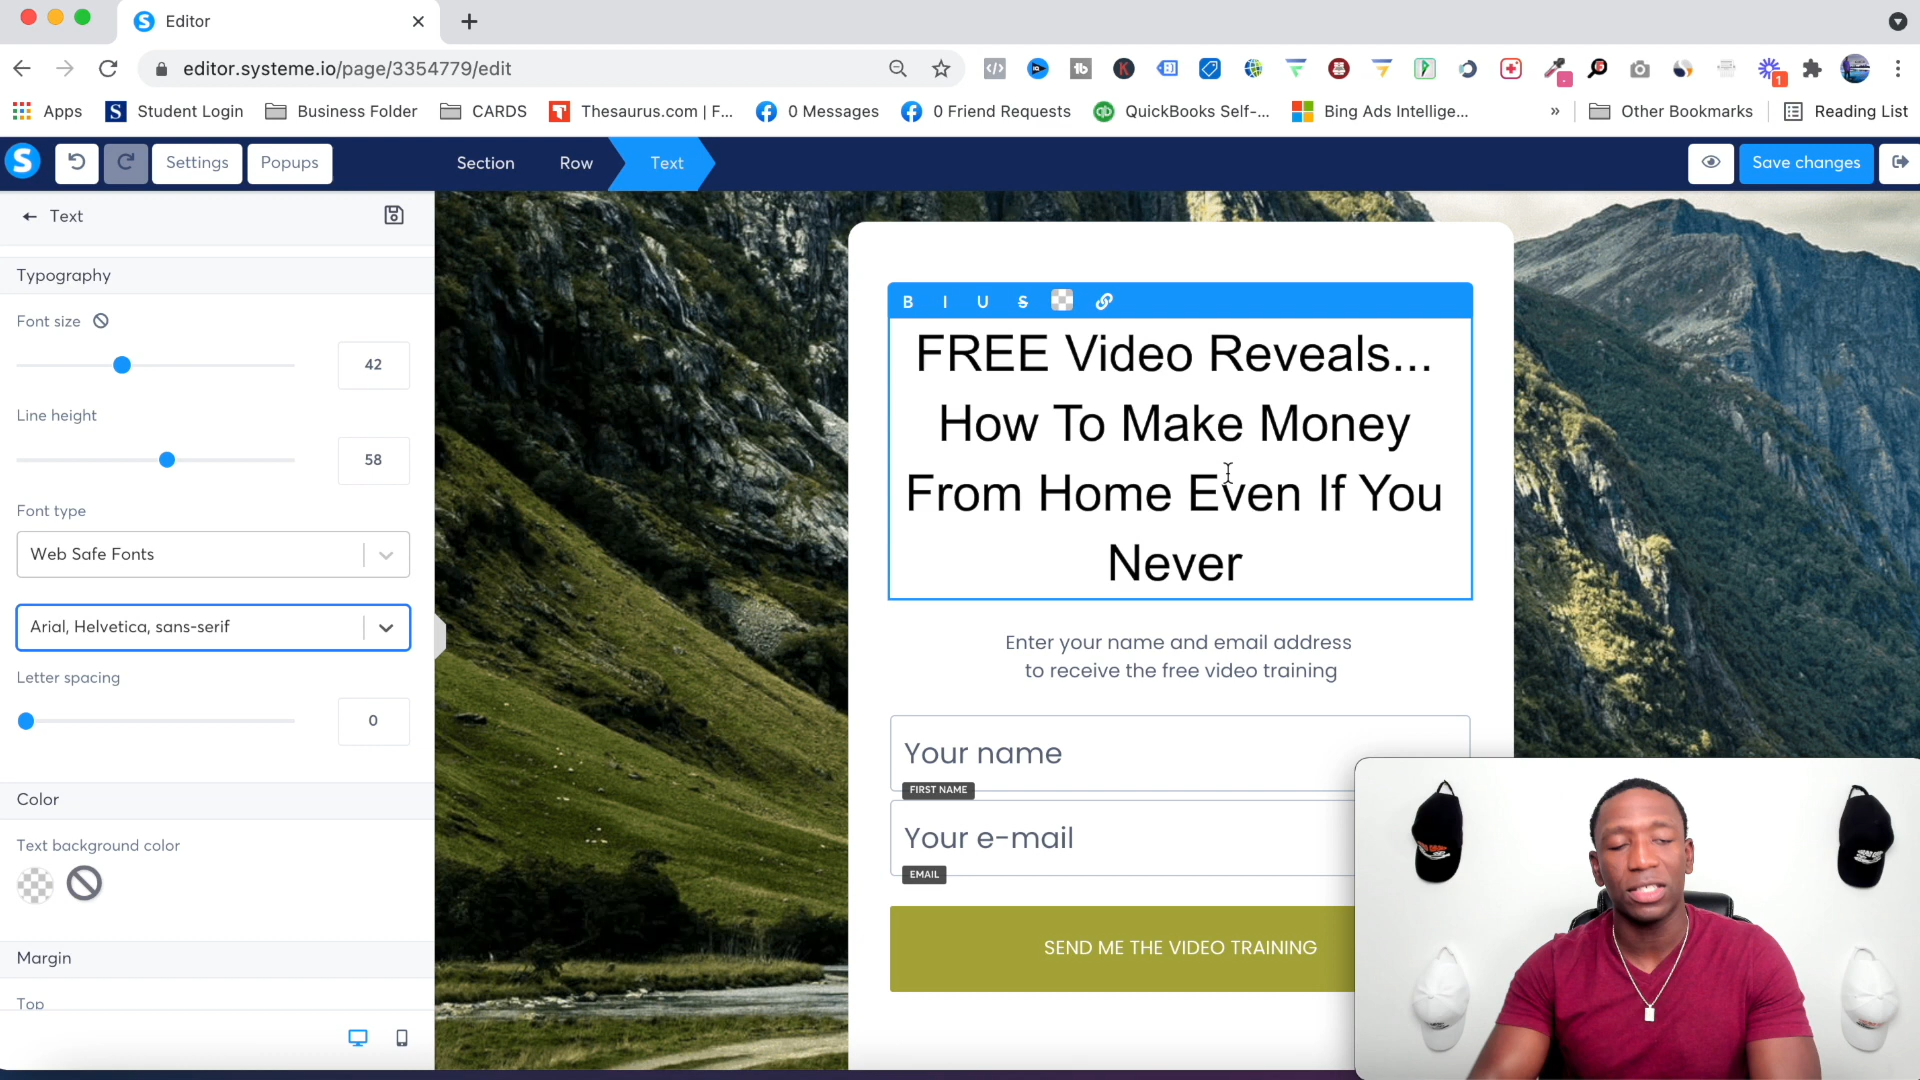 Editor
editor.systeme.io/page/3354779/edit
Apps
Student Login
Business Folder
CARDS
Thesaurus.com | F...
0 Messages
0 Friend Requests
QuickBooks Self-...
Bing Ads Intellige...
»
Other Bookmarks
Reading List
Settings
Popups
Section
Row
Text
Save changes
Text
Typography
Font size
42
Line height
58
Font type
Web Safe Fonts
Arial, Helvetica, sans-serif
Letter spacing
0
Color
Text background color
Margin
Top
B I U S
FREE Video Reveals...
How To Make Money
From Home Even If You
Never
Enter your name and email address
to receive the free video training
Your name
FIRST NAME
Your e-mail
EMAIL
SEND ME THE VIDEO TRAINING